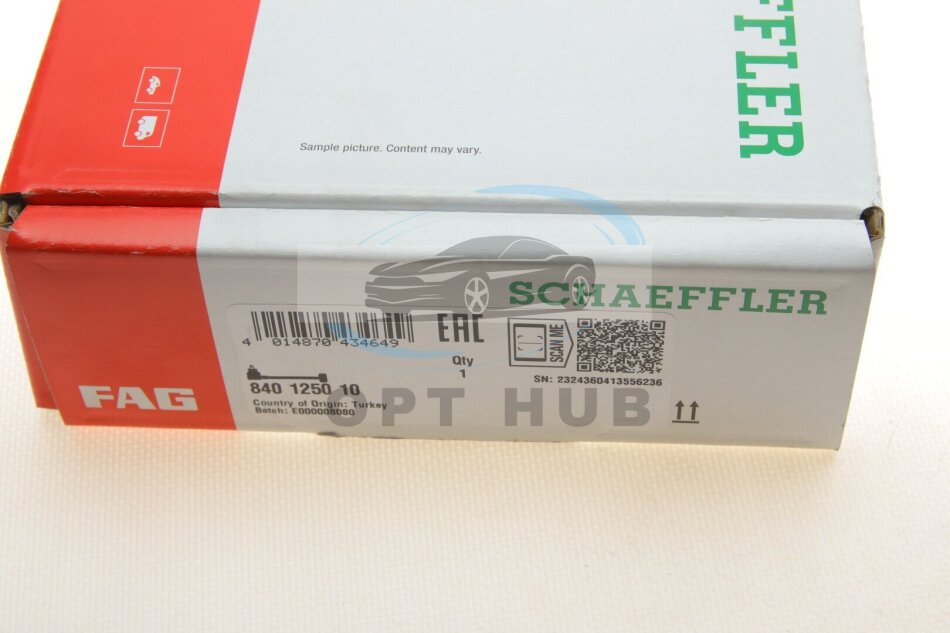 EFFLER
Sample picture. Content may vary.
SCHAEFFLER
4 014870 434649
EAC
SCAN ME
Qty
1
SN: 2324360413556236
840 1250 10
FAG
Country of Origin: Turkey
Batch: E000008080
OPT HUB